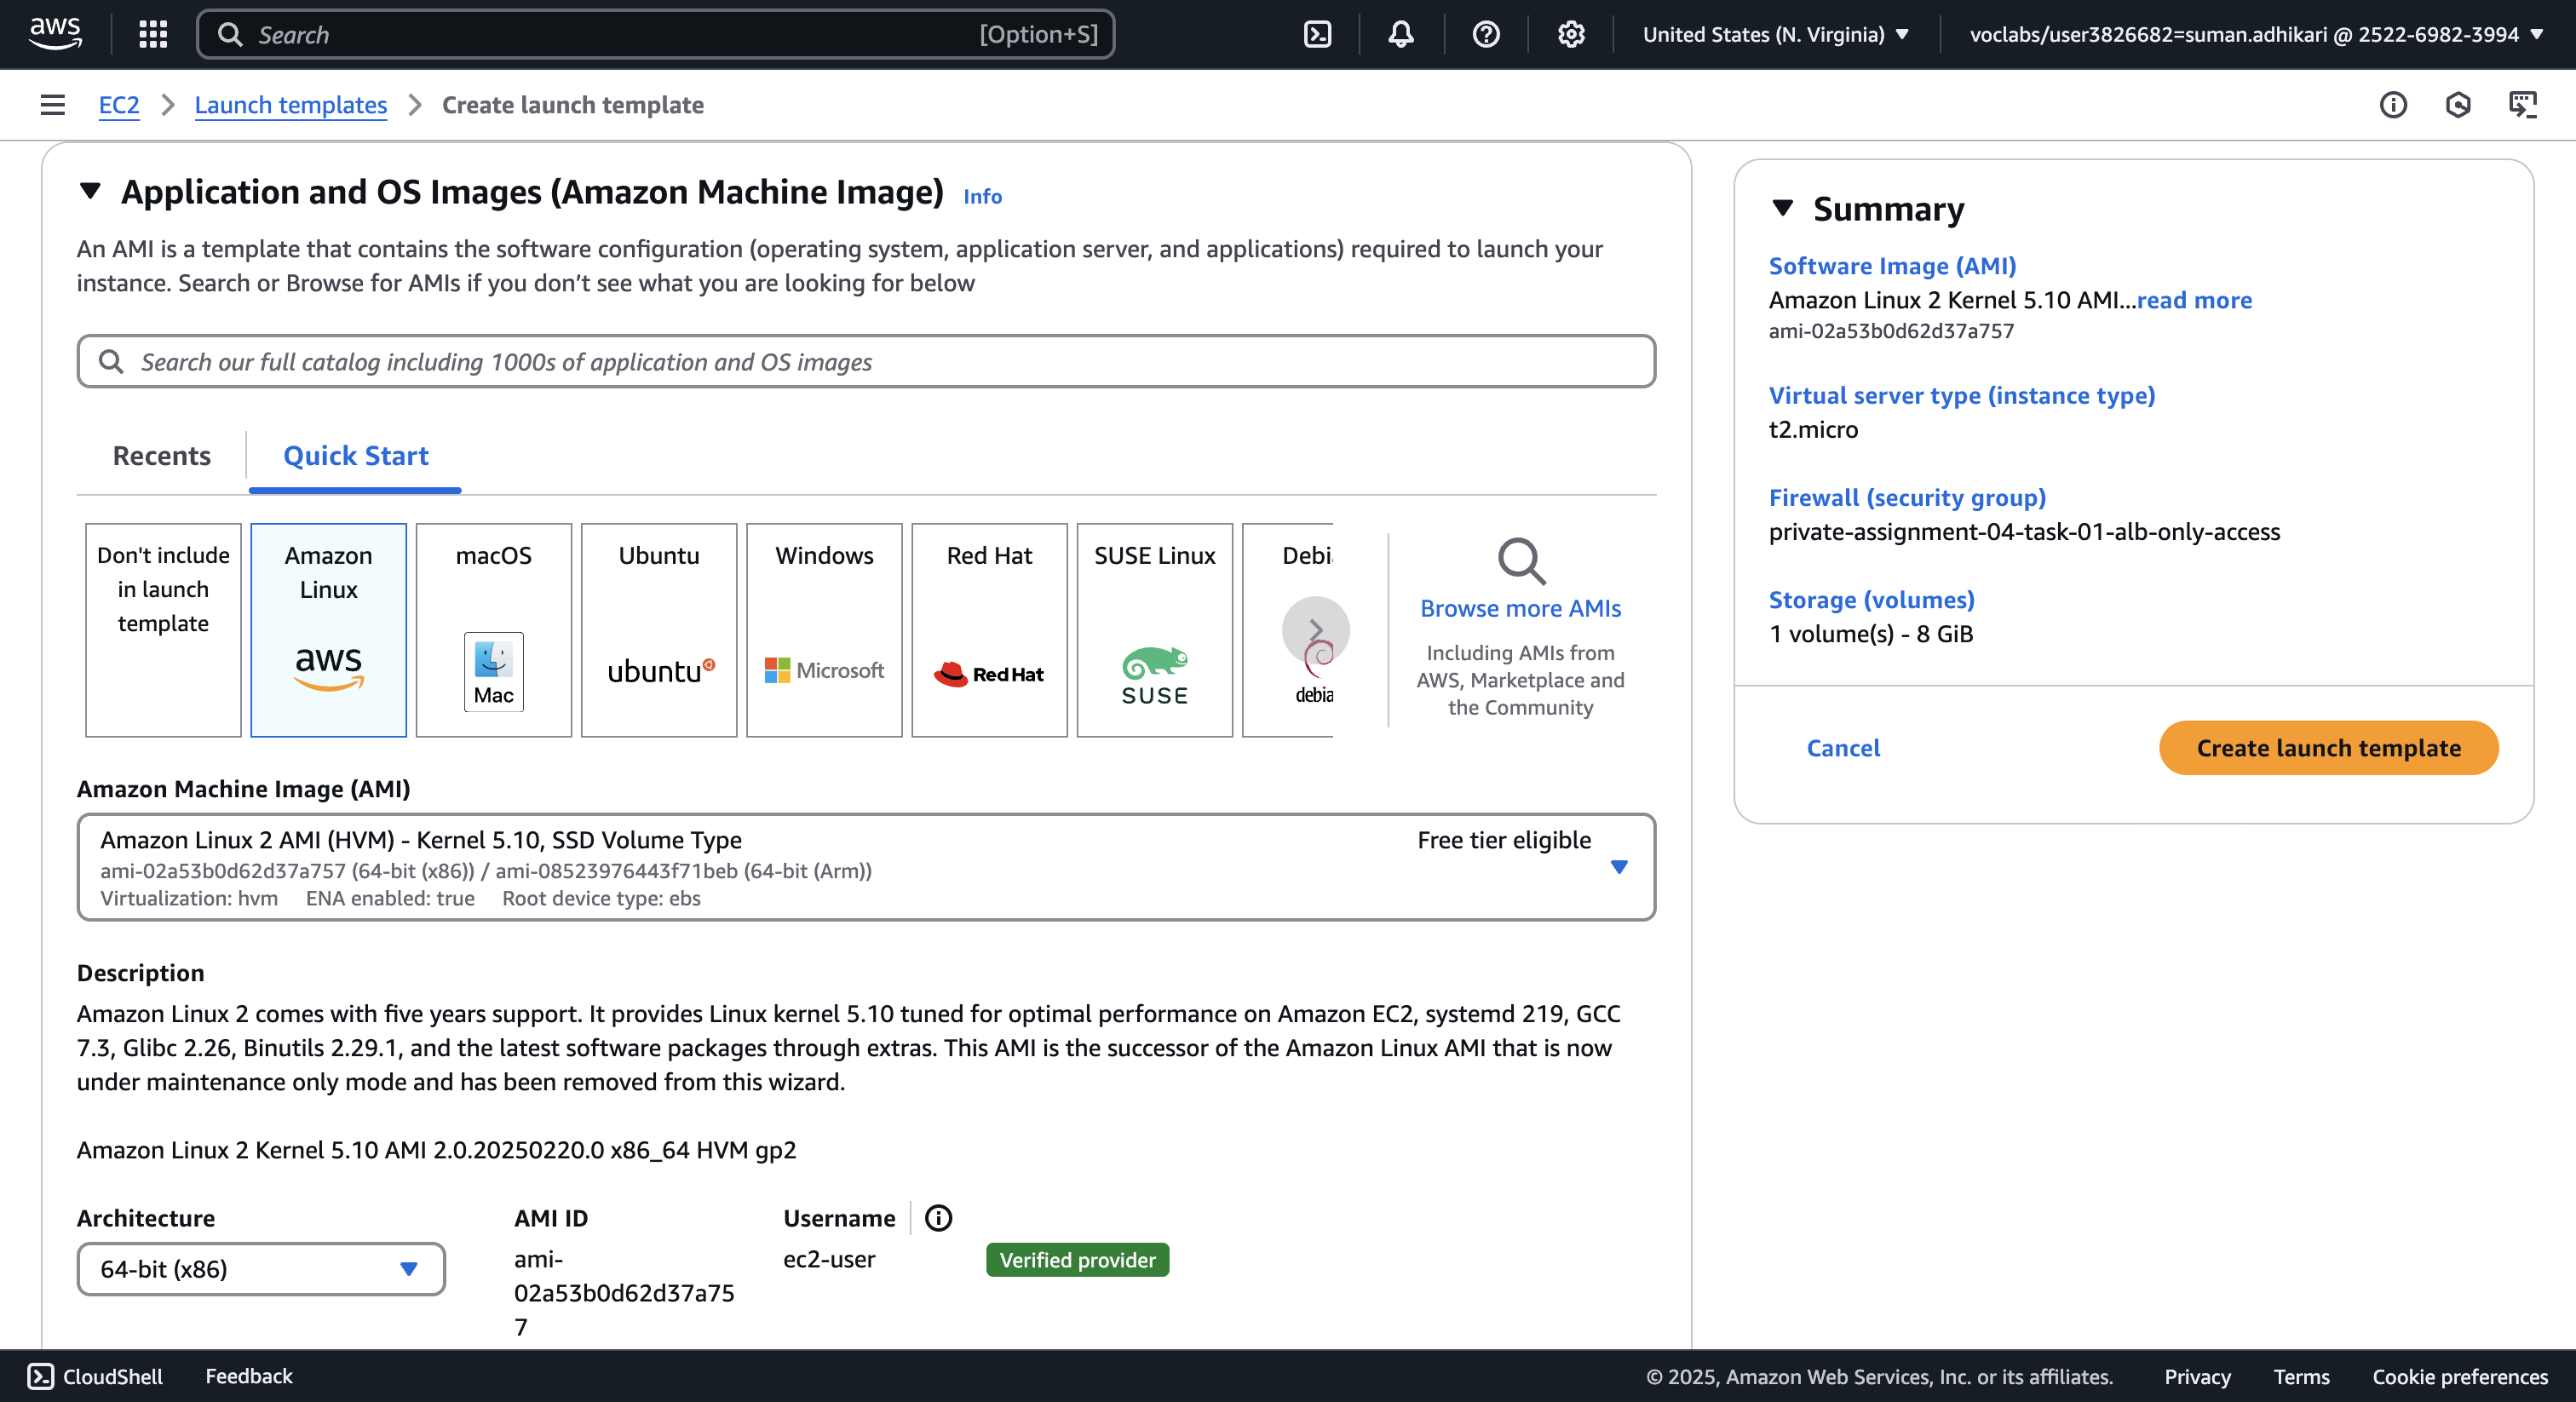 aws
Search
[Option+S]
United States (N. Virginia)
voclabs/user3826682=suman.adhikari @ 2522-6982-3994
EC2
Launch templates
Create launch template
Application and OS Images (Amazon Machine Image)
Info
An AMI is a template that contains the software configuration (operating system, application server, and applications) required to launch your
instance. Search or Browse for AMIs if you don’t see what you are looking for below
Search our full catalog including 1000s of application and OS images
Recents
Quick Start
Don't include
in launch
template
Amazon
Linux
aws
macOS
Mac
Ubuntu
ubuntu
Windows
Microsoft
Red Hat
Red Hat
SUSE Linux
SUSE
Debi
debia
Browse more AMIs
Including AMIs from
AWS, Marketplace and
the Community
Amazon Machine Image (AMI)
Amazon Linux 2 AMI (HVM) - Kernel 5.10, SSD Volume Type
Free tier eligible
ami-02a53b0d62d37a757 (64-bit (x86)) / ami-08523976443f71beb (64-bit (Arm))
Virtualization: hvm
ENA enabled: true
Root device type: ebs
Description
Amazon Linux 2 comes with five years support. It provides Linux kernel 5.10 tuned for optimal performance on Amazon EC2, systemd 219, GCC
7.3, Glibc 2.26, Binutils 2.29.1, and the latest software packages through extras. This AMI is the successor of the Amazon Linux AMI that is now
under maintenance only mode and has been removed from this wizard.
Amazon Linux 2 Kernel 5.10 AMI 2.0.20250220.0 x86_64 HVM gp2
Architecture
64-bit (x86)
AMI ID
ami-
02a53b0d62d37a75
7
Username
ec2-user
Verified provider
Summary
Software Image (AMI)
Amazon Linux 2 Kernel 5.10 AMI...read more
ami-02a53b0d62d37a757
Virtual server type (instance type)
t2.micro
Firewall (security group)
private-assignment-04-task-01-alb-only-access
Storage (volumes)
1 volume(s) - 8 GiB
Cancel
Create launch template
CloudShell
Feedback
© 2025, Amazon Web Services, Inc. or its affiliates.
Privacy
Terms
Cookie preferences